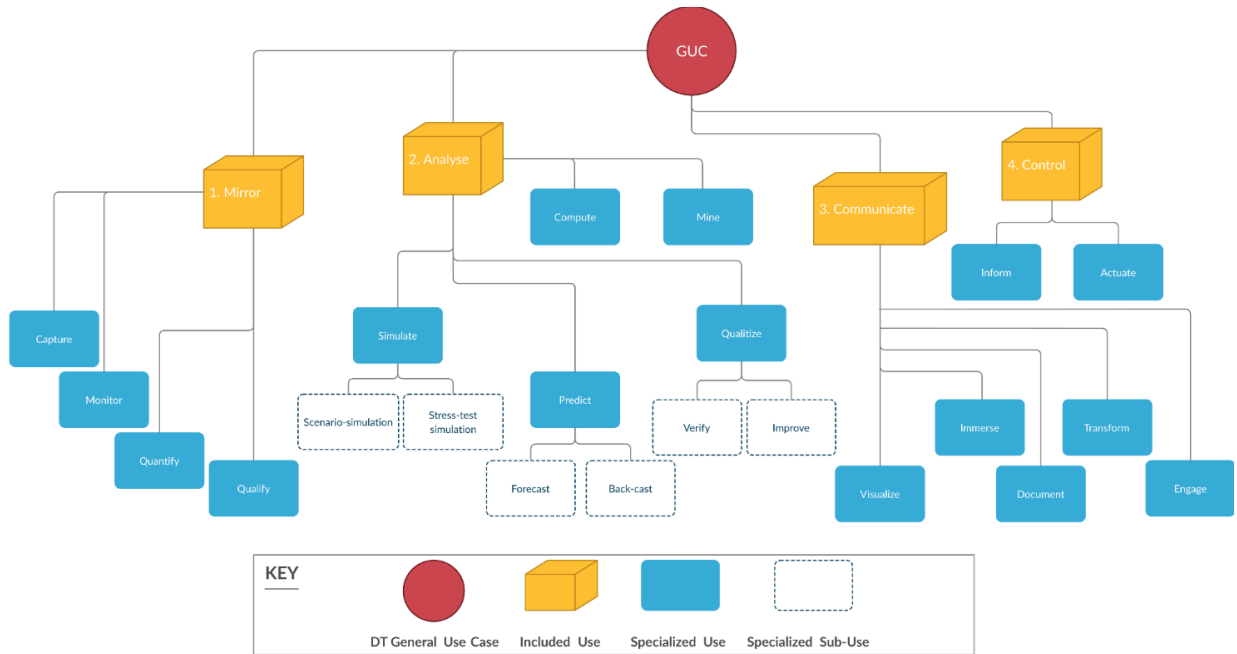 GUC
1. Mirror
2. Analyse
3. Communicate
4. Control
Compute
Mine
Inform
Actuate
Capture
Monitor
Quantify
Qualify
Simulate
Scenario-simulation
Stress-test
simulation
Predict
Forecast
Back-cast
Qualitize
Verify
Improve
Immerse
Transform
Visualize
Document
Engage
KEY
DT General Use Case
Included Use
Specialized Use
Specialized Sub-Use